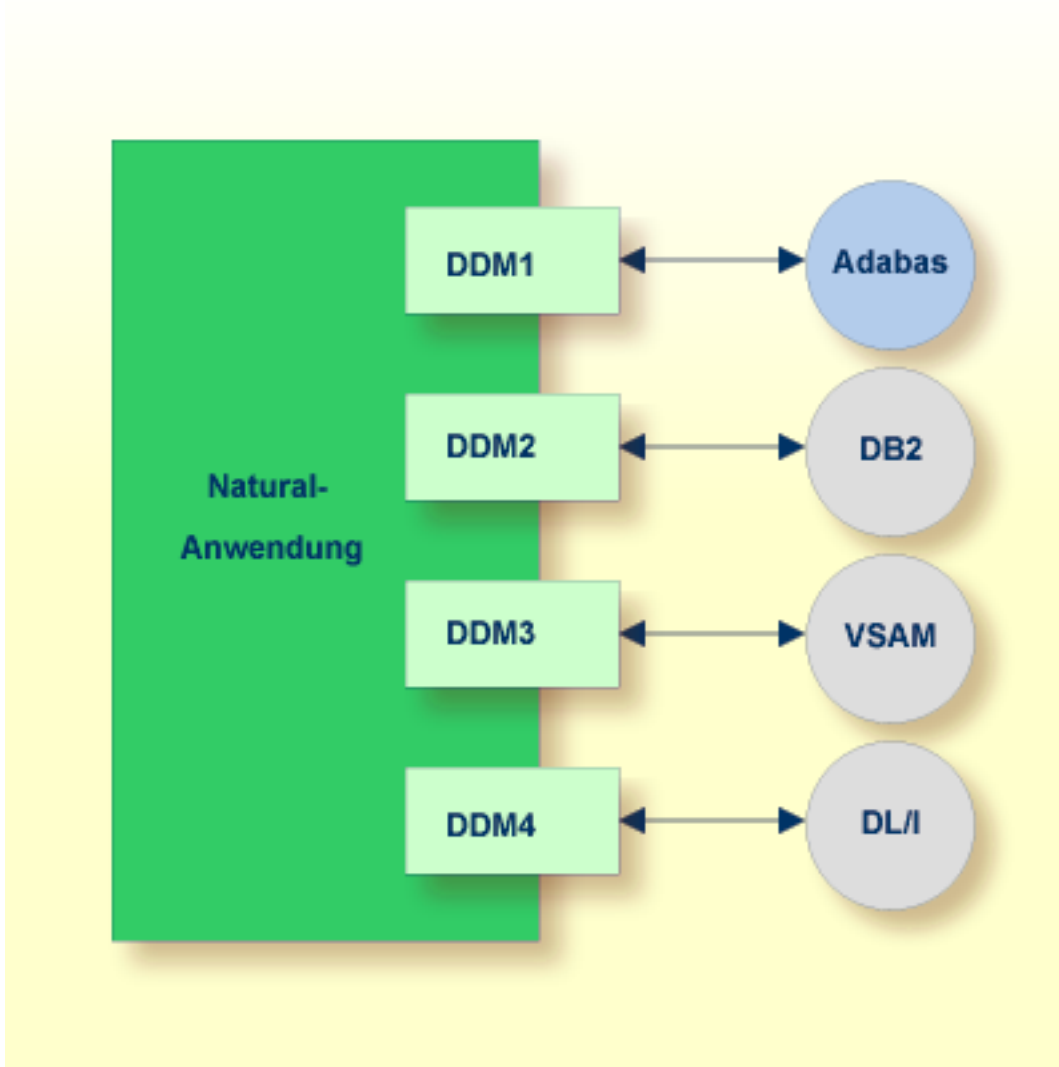 DDM1
Adabas
DDM2
DB2
Natural-
Anwendung
DDM3
VSAM
DDM4
DL/I